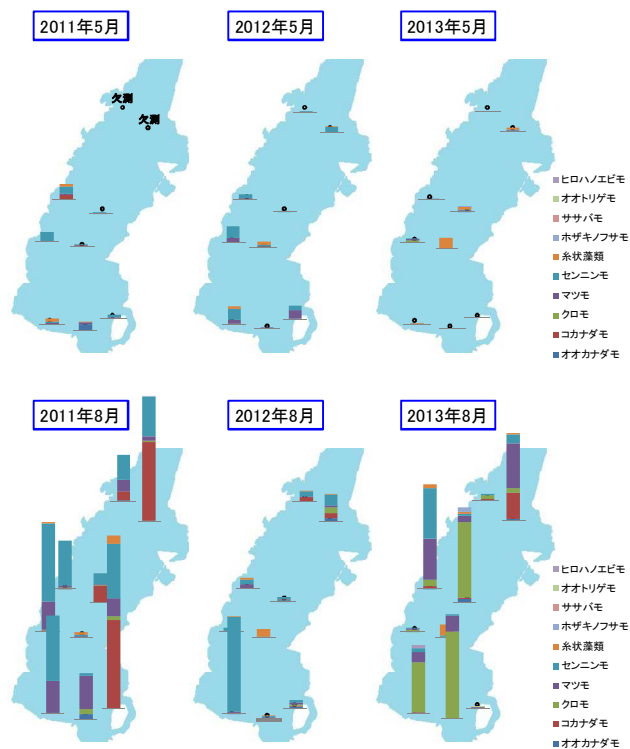 2011年5月
2012年5月
2013年5月
欠測
欠測
ヒロハノエビモ
オオトリゲモ
ササバモ
ホザキノフサモ
糸状藻類
センニンモ
マツモ
クロモ
コカナダモ
オオカナダモ
2011年8月
2012年8月
2013年8月
ヒロハノエビモ
オオトリゲモ
ササバモ
ホザキノフサモ
糸状藻類
センニンモ
マツモ
クロモ
コカナダモ
オオカナダモ